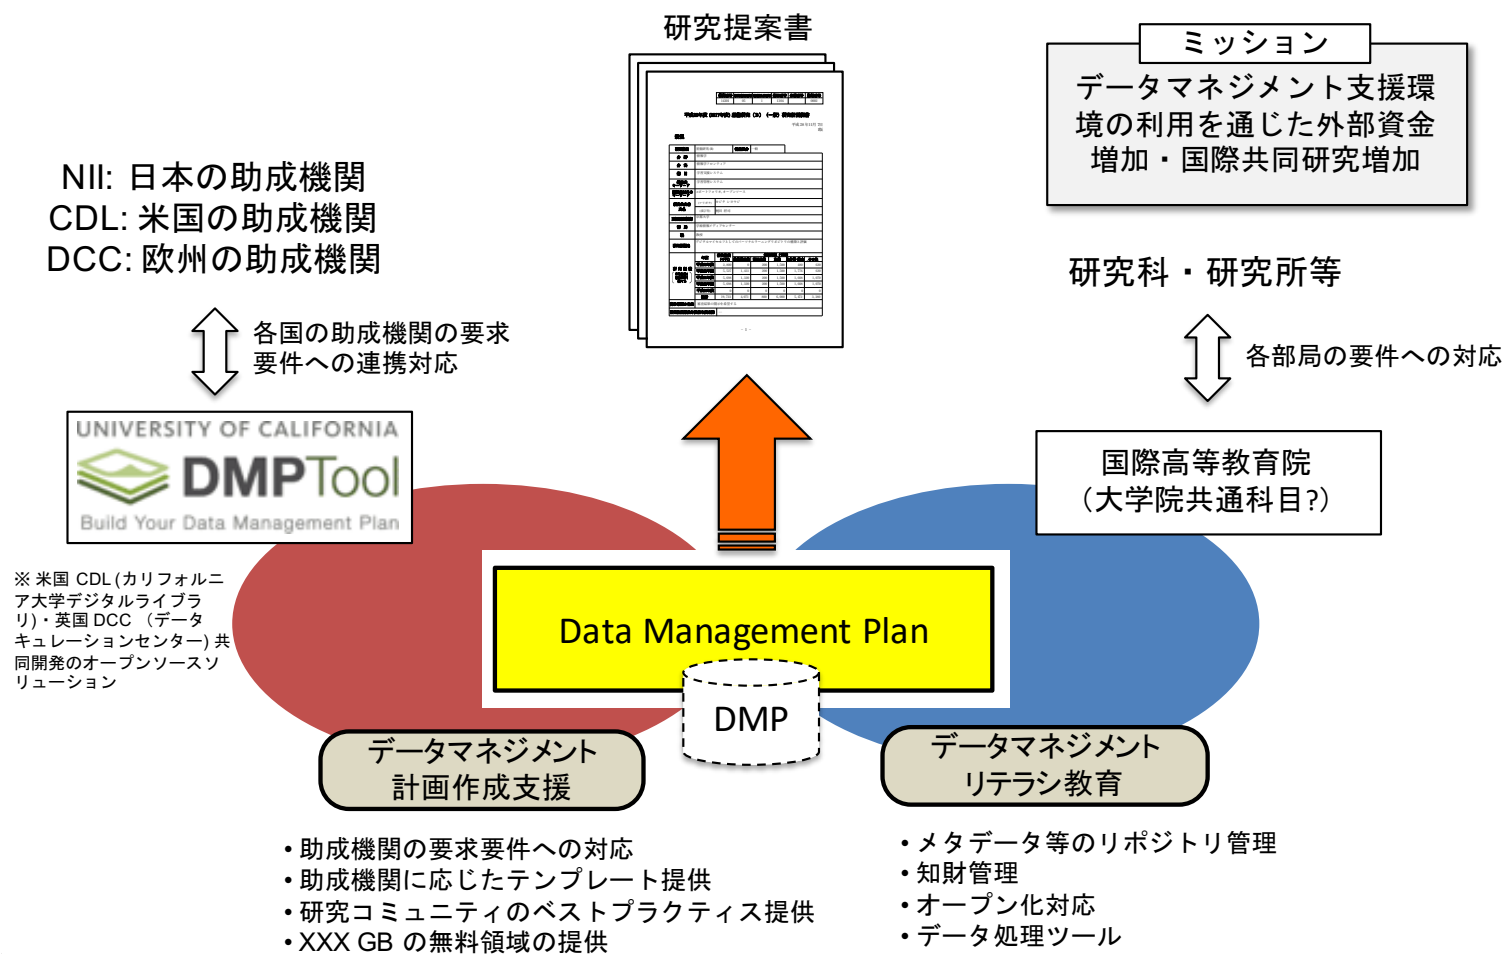 研究提案書
ミッション
データマネジメント支援環
境の利用を通じた外部資金
増加・国際共同研究増加
NII: 日本の助成機関
CDL: 米国の助成機関
DCC: 欧州の助成機関
各国の助成機関の要求
要件への連携対応
研究科・研究所等
各部局の要件への対応
UNIVERSITY OF CALIFORNIA
DMPTool
Build Your Data Management Plan
国際高等教育院
（大学院共通科目?）
※ 米国 CDL (カリフォルニ
ア大学デジタルライブラ
リ)・英国 DCC （データ
キュレーションセンター) 共
同開発のオープンソースソ
リューション
Data Management Plan
DMP
データマネジメント
計画作成支援
データマネジメント
リテラシ教育
• 助成機関の要求要件への対応
• 助成機関に応じたテンプレート提供
• 研究コミュニティのベストプラクティス提供
• XXX GB の無料領域の提供
• メタデータ等のリポジトリ管理
• 知財管理
• オープン化対応
• データ処理ツール